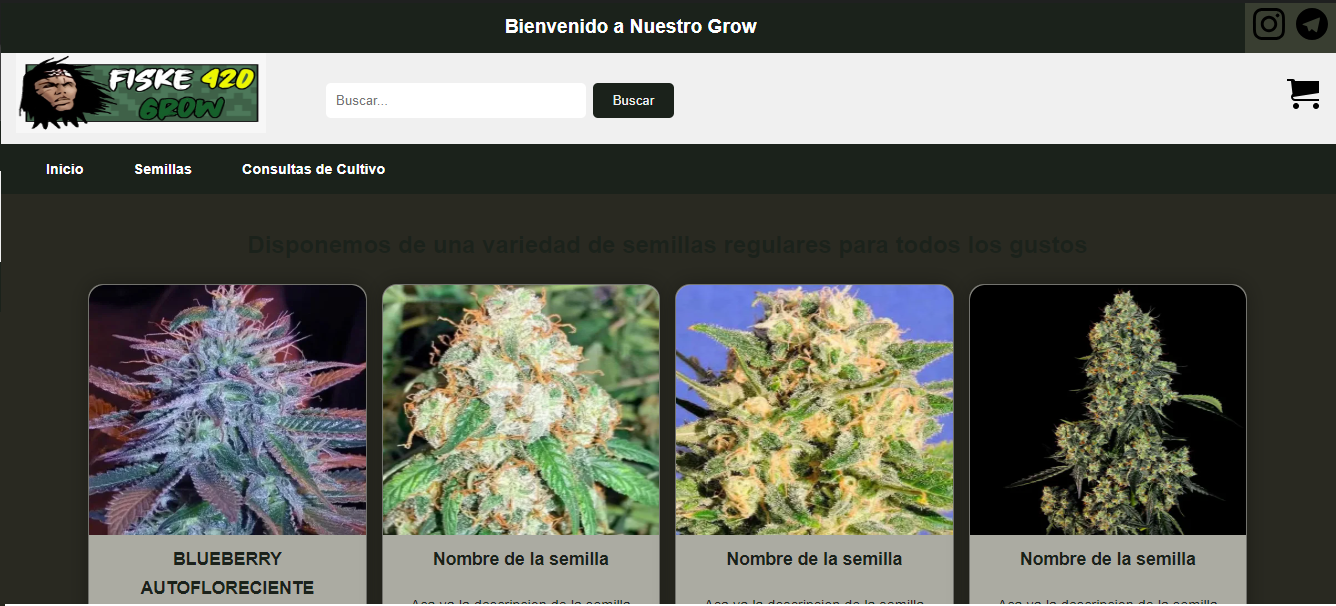 Bienvenido a Nuestro Grow
FISKE 420
GROW
Buscar...
Buscar
Inicio
Semillas
Consultas de Cultivo
Disponemos de una variedad de semillas regulares para todos los gustos
BLUEBERRY
AUTOFLORECIENTE
Nombre de la semilla
Nombre de la semilla
Nombre de la semilla
Aca va la descripcion de la semilla
Aca va la descripcion de la semilla
Aca va la descripcion de la semilla